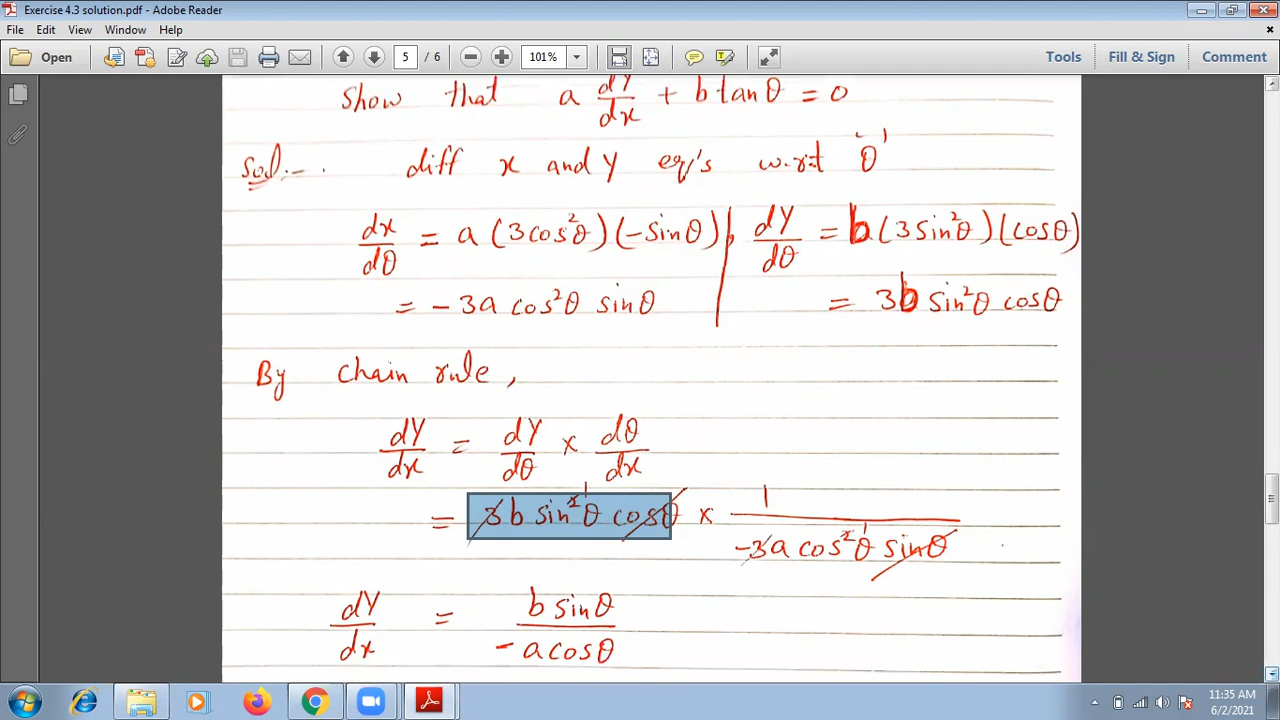 Exercise 4.3 solution.pdf - Adobe Reader
File Edit View Window Help
Open 5 / 6 101% Tools Fill & Sign Comment
Show that a dy/dx + b tanθ = 0
Sol:- diff x and y eq's w.r.t 'θ'
dx/dθ = a (3cos²θ)(-sinθ) , dy/dθ = b(3sin²θ)(cosθ)
= -3a cos²θ sinθ = 3b sin²θ cosθ
By chain rule,
dy/dx = dy/dθ × dθ/dx
= 3b sin²θ cosθ × 1/(-3a cos²θ sinθ)
dy/dx = b sinθ/(-a cosθ)
11:35 AM
6/2/2021